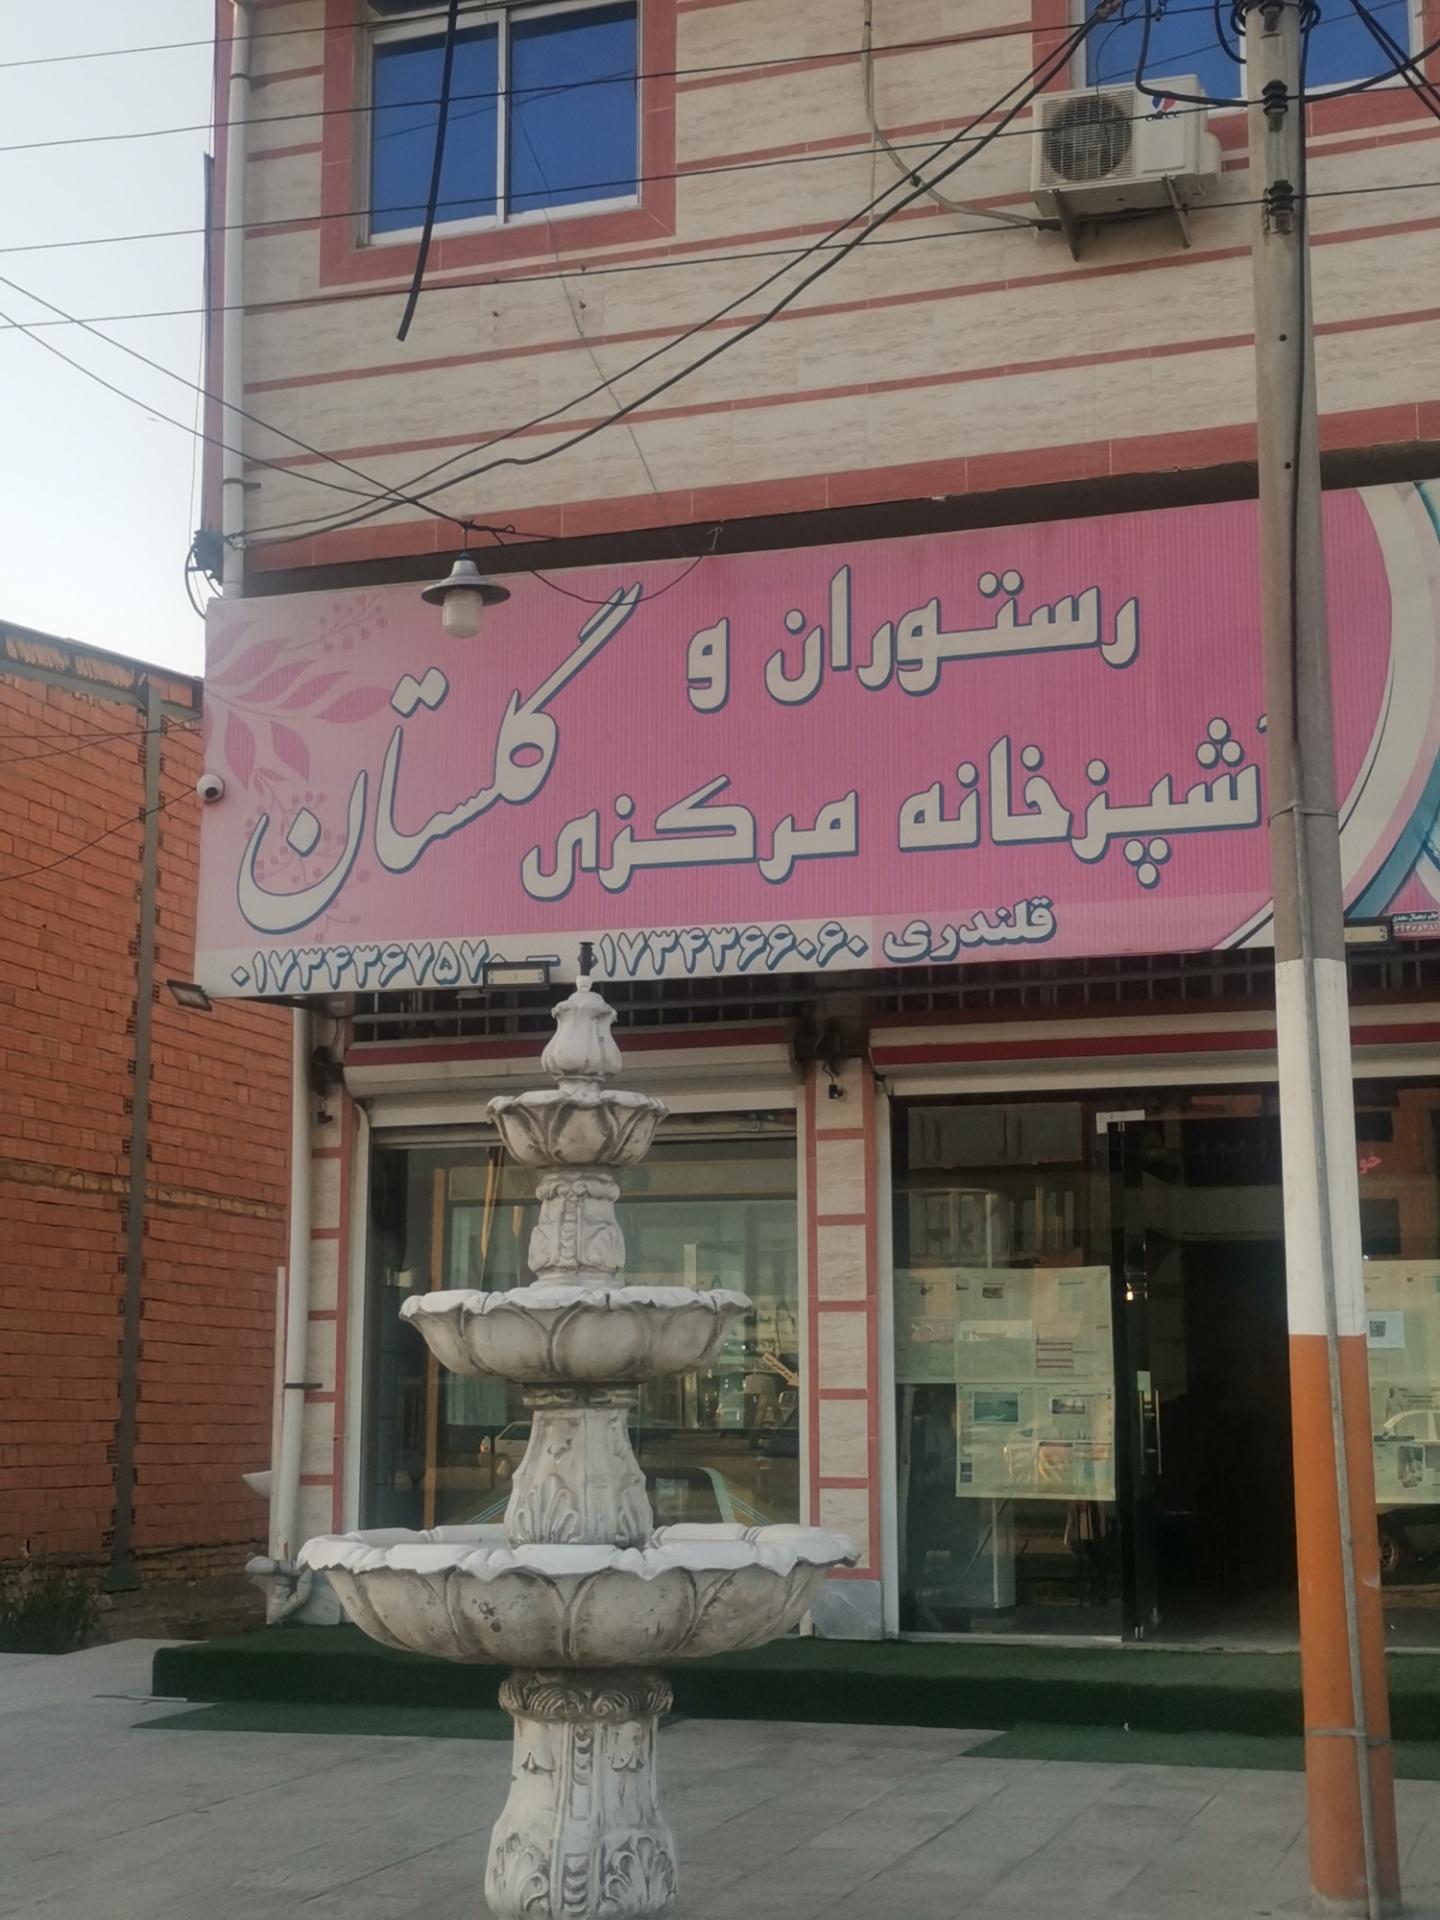 رستوران و
آشپزخانه مرکزی
گلستان
قلندری ۰۱۷۳۴۳۶۶۰۶۰ – ۰۱۷۳۴۳۶۷۵۷۰